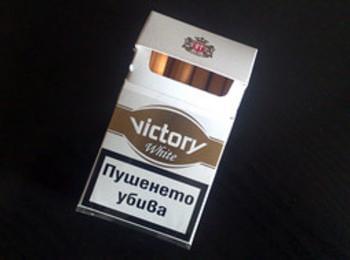 Victory
White
Пушенето
убива